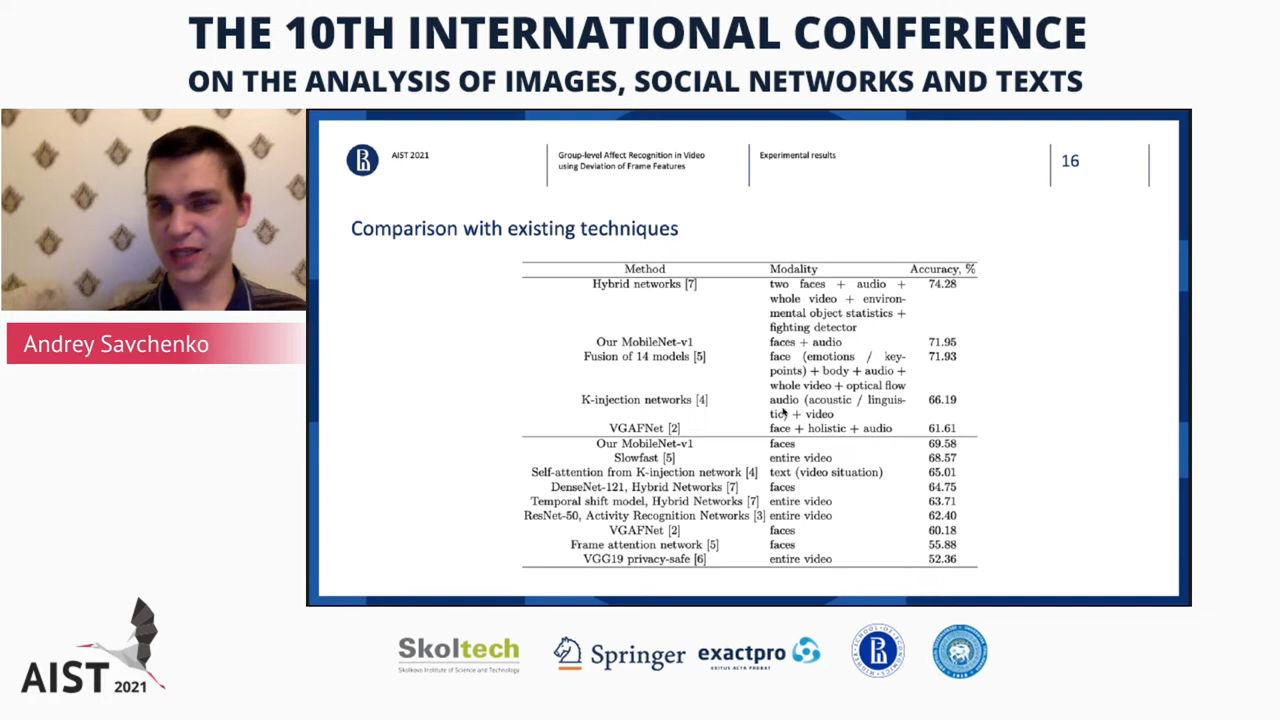 THE 10TH INTERNATIONAL CONFERENCE
ON THE ANALYSIS OF IMAGES, SOCIAL NETWORKS AND TEXTS
AIST 2021
Group-level Affect Recognition in Video
using Deviation of Frame Features
Experimental results
16
Comparison with existing techniques
Method Modality Accuracy, %
Hybrid networks [7] two faces + audio + 74.28
whole video + environ-
mental object statistics +
fighting detector
Our MobileNet-v1 faces + audio 71.95
Fusion of 14 models [5] face (emotions / key- 71.93
points) + body + audio +
whole video + optical flow
K-injection networks [4] audio (acoustic / linguis- 66.19
tic) + video
VGAFNet [2] face + holistic + audio 61.61
Our MobileNet-v1 faces 69.58
Slowfast [5] entire video 68.57
Self-attention from K-injection network [4] text (video situation) 65.01
DenseNet-121, Hybrid Networks [7] faces 64.75
Temporal shift model, Hybrid Networks [7] entire video 63.71
ResNet-50, Activity Recognition Networks [3] entire video 62.40
VGAFNet [2] faces 60.18
Frame attention network [5] faces 55.88
VGG19 privacy-safe [6] entire video 52.36
Andrey Savchenko
AIST 2021
Skoltech
Skolkovo Institute of Science and Technology
Springer
exactpro
EXITUS ACTA PROBAT